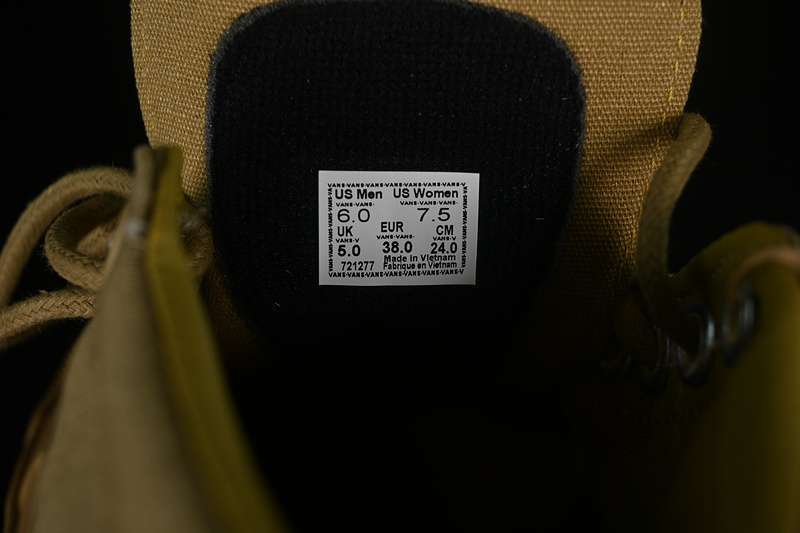 VANS-VANS-VANS-VANS-VANS-VANS-V
US Men US Women
VANS-VANS- VANS-VANS-VANS-
6.0 7.5
UK EUR CM
VANS-V VANS-VANS- VANS-V
5.0 38.0 24.0
Made in Vietnam
721277 Fabriqué en Vietnam
VANS-VANS-VANS-VANS-VANS-VANS-V